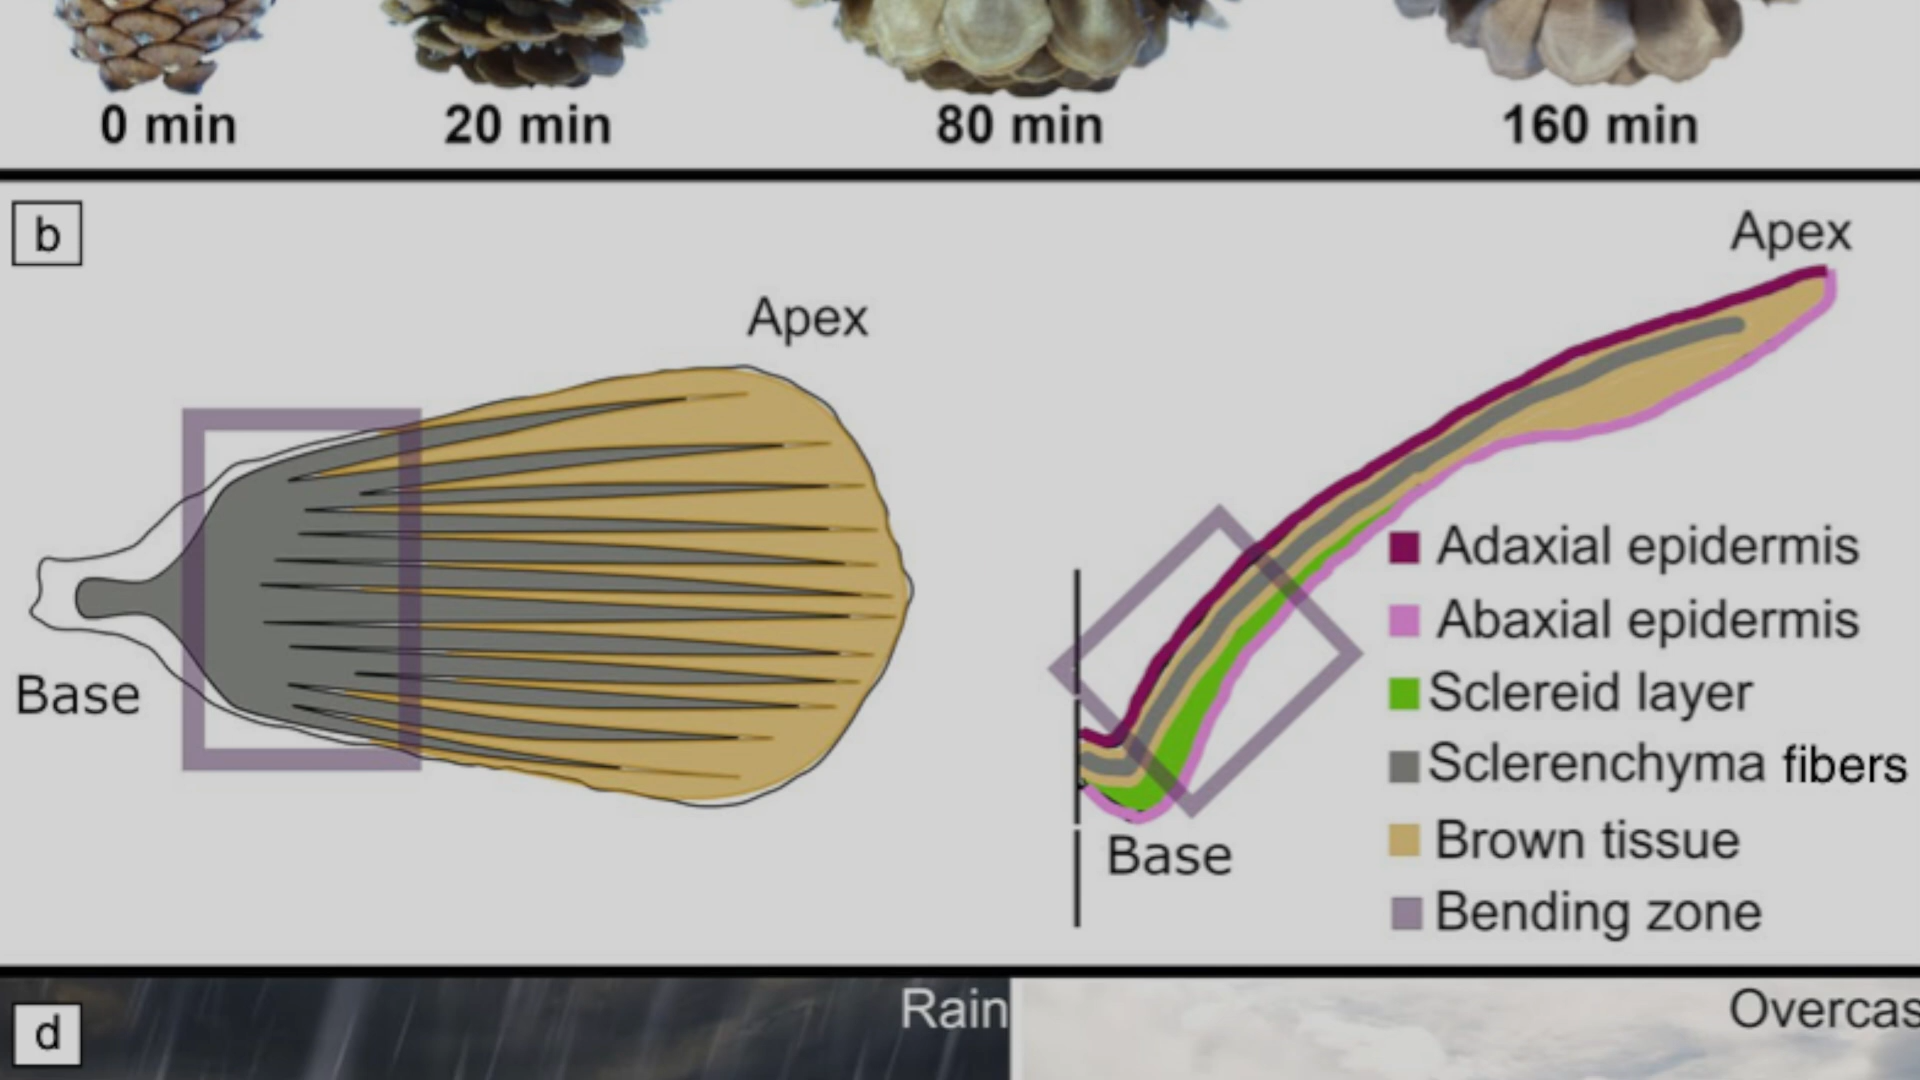 0 min 20 min 80 min 160 min
b
Apex
Apex
Base
Base
Adaxial epidermis
Abaxial epidermis
Sclereid layer
Sclerenchyma fibers
Brown tissue
Bending zone
d
Rain
Overcas